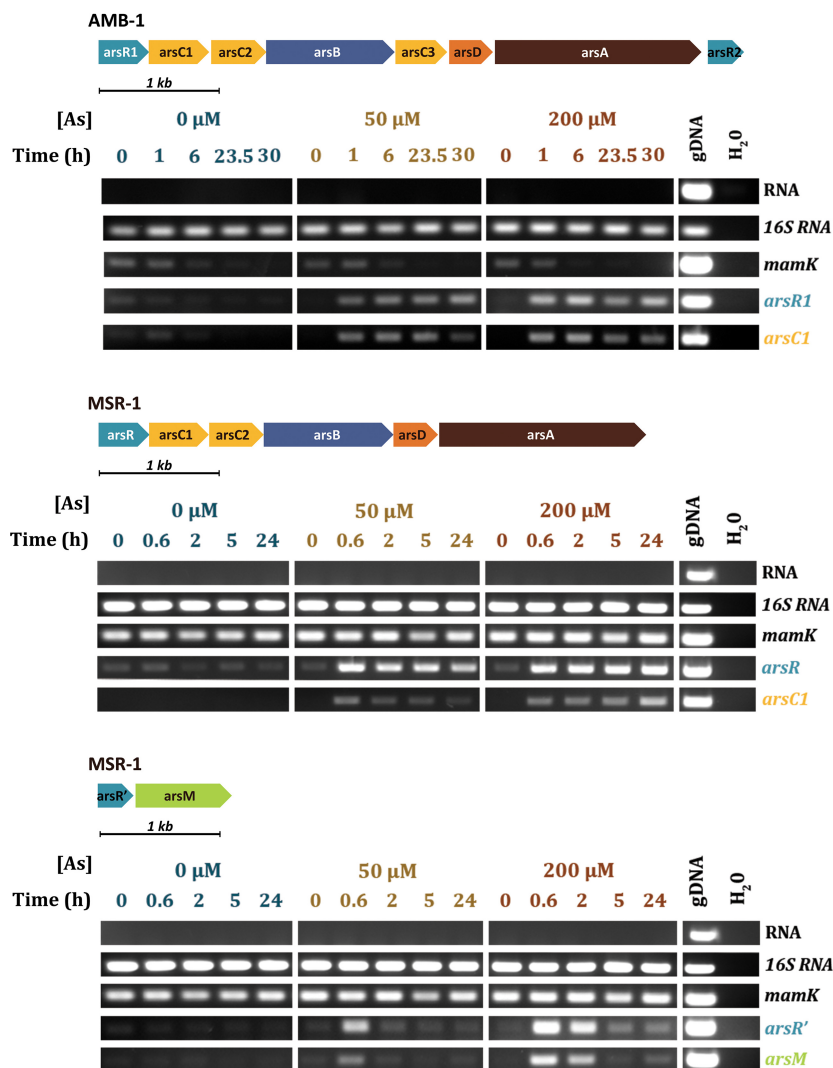 AMB-1
arsR1 arsC1 arsC2 arsB arsC3 arsD arsA arsR2
1 kb
[As] 0 µM 50 µM 200 µM gDNA H2O
Time (h) 0 1 6 23.5 30 0 1 6 23.5 30 0 1 6 23.5 30
RNA
16S RNA
mamK
arsR1
arsC1
MSR-1
arsR arsC1 arsC2 arsB arsD arsA
1 kb
[As] 0 µM 50 µM 200 µM gDNA H2O
Time (h) 0 0.6 2 5 24 0 0.6 2 5 24 0 0.6 2 5 24
RNA
16S RNA
mamK
arsR
arsC1
MSR-1
arsR' arsM
1 kb
[As] 0 µM 50 µM 200 µM gDNA H2O
Time (h) 0 0.6 2 5 24 0 0.6 2 5 24 0 0.6 2 5 24
RNA
16S RNA
mamK
arsR'
arsM